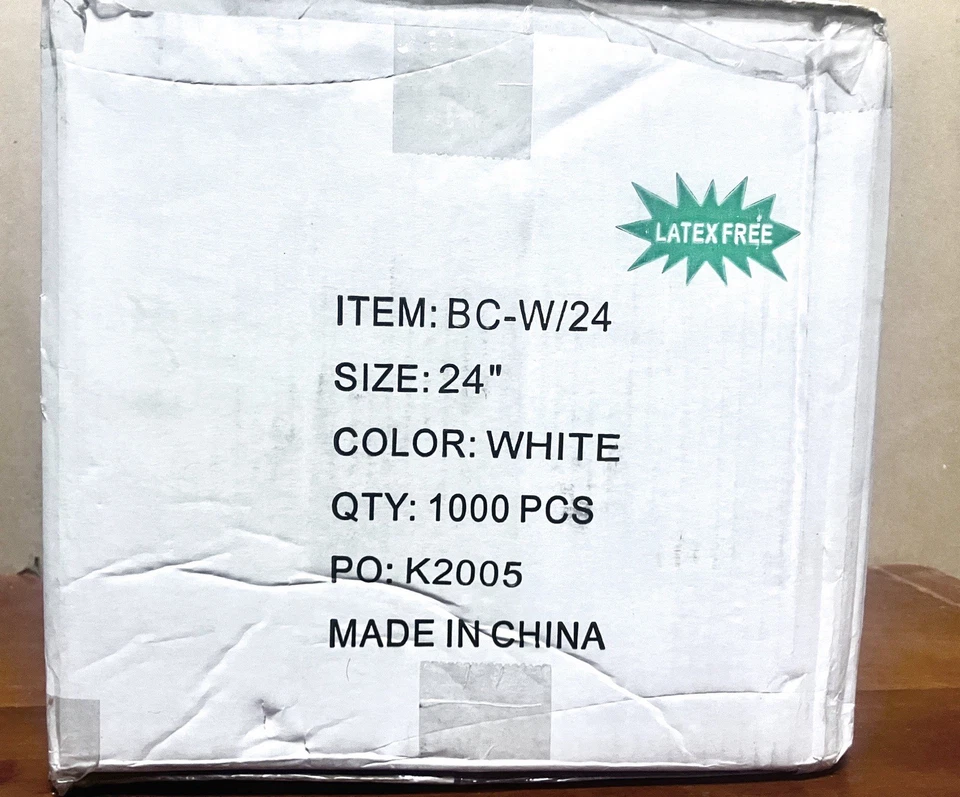 LATEX FREE
ITEM: BC-W/24
SIZE: 24"
COLOR: WHITE
QTY: 1000 PCS
PO: K2005
MADE IN CHINA